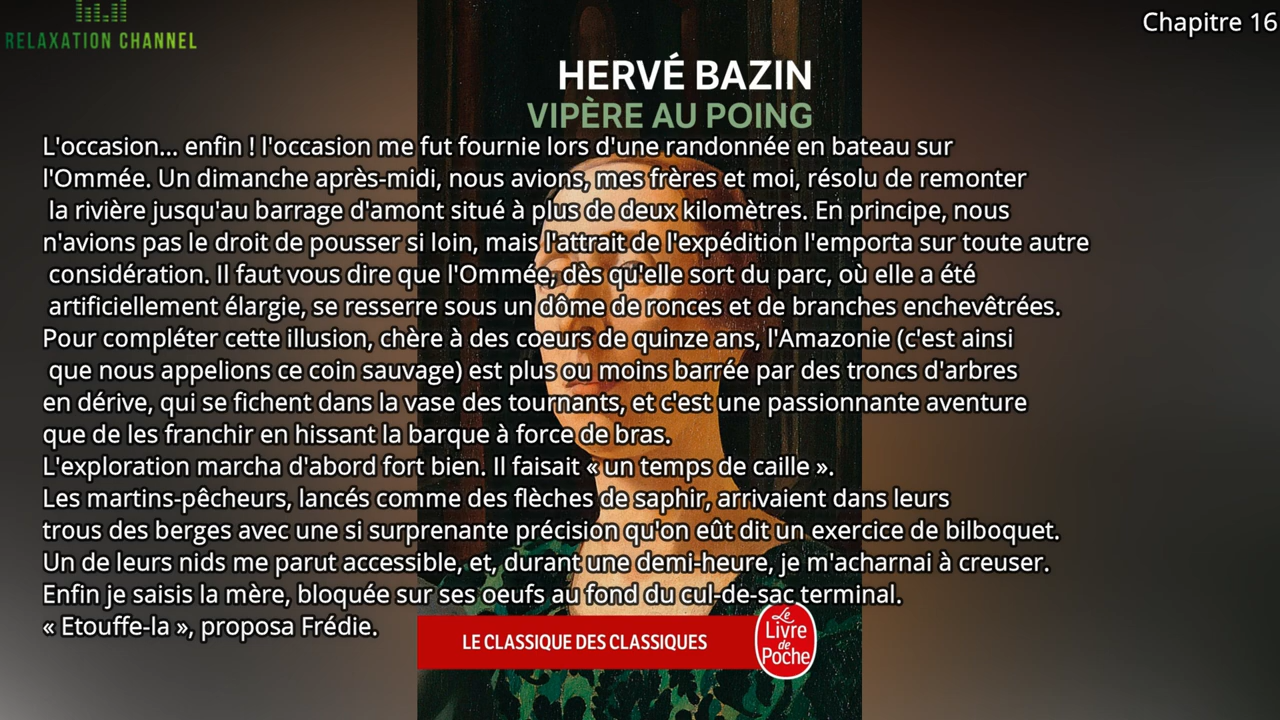 RELAXATION CHANNEL
Chapitre 16
HERVÉ BAZIN
VIPÈRE AU POING
L'occasion... enfin ! l'occasion me fut fournie lors d'une randonnée en bateau sur
l'Ommée. Un dimanche après-midi, nous avions, mes frères et moi, résolu de remonter
la rivière jusqu'au barrage d'amont situé à plus de deux kilomètres. En principe, nous
n'avions pas le droit de pousser si loin, mais l'attrait de l'expédition l'emporta sur toute autre
considération. Il faut vous dire que l'Ommée, dès qu'elle sort du parc, où elle a été
artificiellement élargie, se resserre sous un dôme de ronces et de branches enchevêtrées.
Pour compléter cette illusion, chère à des coeurs de quinze ans, l'Amazonie (c'est ainsi
que nous appelions ce coin sauvage) est plus ou moins barrée par des troncs d'arbres
en dérive, qui se fichent dans la vase des tournants, et c'est une passionnante aventure
que de les franchir en hissant la barque à force de bras.
L'exploration marcha d'abord fort bien. Il faisait « un temps de caille ».
Les martins-pêcheurs, lancés comme des flèches de saphir, arrivaient dans leurs
trous des berges avec une si surprenante précision qu'on eût dit un exercice de bilboquet.
Un de leurs nids me parut accessible, et, durant une demi-heure, je m'acharnai à creuser.
Enfin je saisis la mère, bloquée sur ses oeufs au fond du cul-de-sac terminal.
« Etouffe-la », proposa Frédie.
LE CLASSIQUE DES CLASSIQUES
Le
Livre
de
Poche